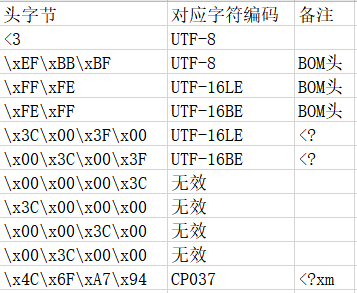 头字节 对应字符编码 备注
<3 UTF-8
\xEF\xBB\xBF UTF-8 BOM头
\xFF\xFE UTF-16LE BOM头
\xFE\xFF UTF-16BE BOM头
\x3C\x00\x3F\x00 UTF-16LE <?
\x00\x3C\x00\x3F UTF-16BE <?
\x00\x00\x00\x3C 无效
\x3C\x00\x00\x00 无效
\x00\x00\x3C\x00 无效
\x00\x3C\x00\x00 无效
\x4C\x6F\xA7\x94 CP037 <?xm